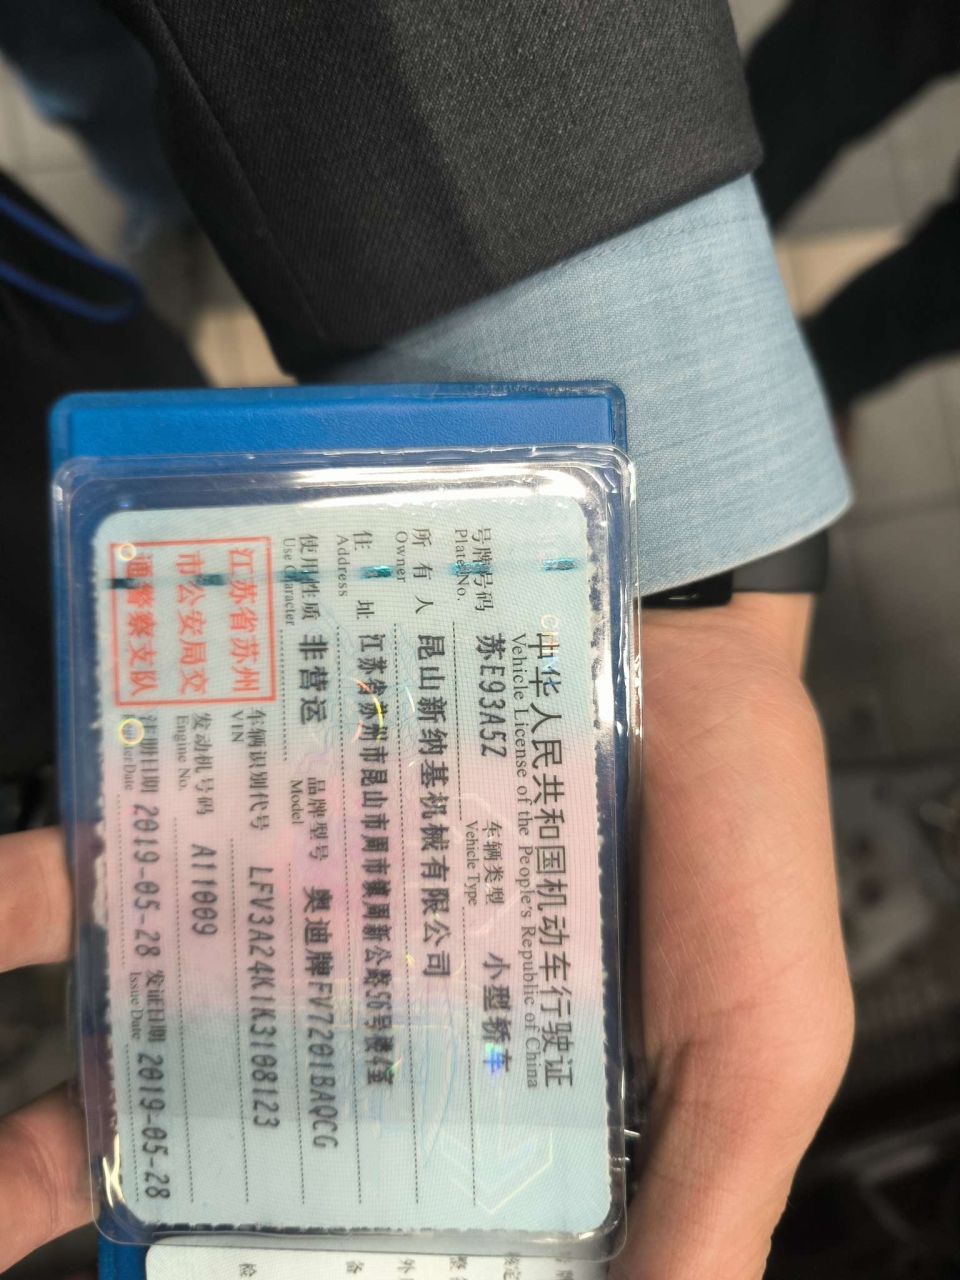 中华人民共和国机动车行驶证
Vehicle License of the People's Republic of China
号牌号码 苏E93A5Z 车辆类型 小型轿车
Plate No. Vehicle Type
所有人 昆山新纳基机械有限公司
Owner
住址 江苏省苏州市昆山市周市镇周新公路56号楼4室
Address
使用性质 非营运 品牌型号 奥迪牌FV7201BAQCG
Use Character Model
江苏省苏州
市公安局交
通警察支队
车辆识别代号 LFV3A24K1K3108123
VIN
发动机号码 A11009
Engine No.
注册日期 2019-05-28 发证日期 2019-05-28
Issue Date